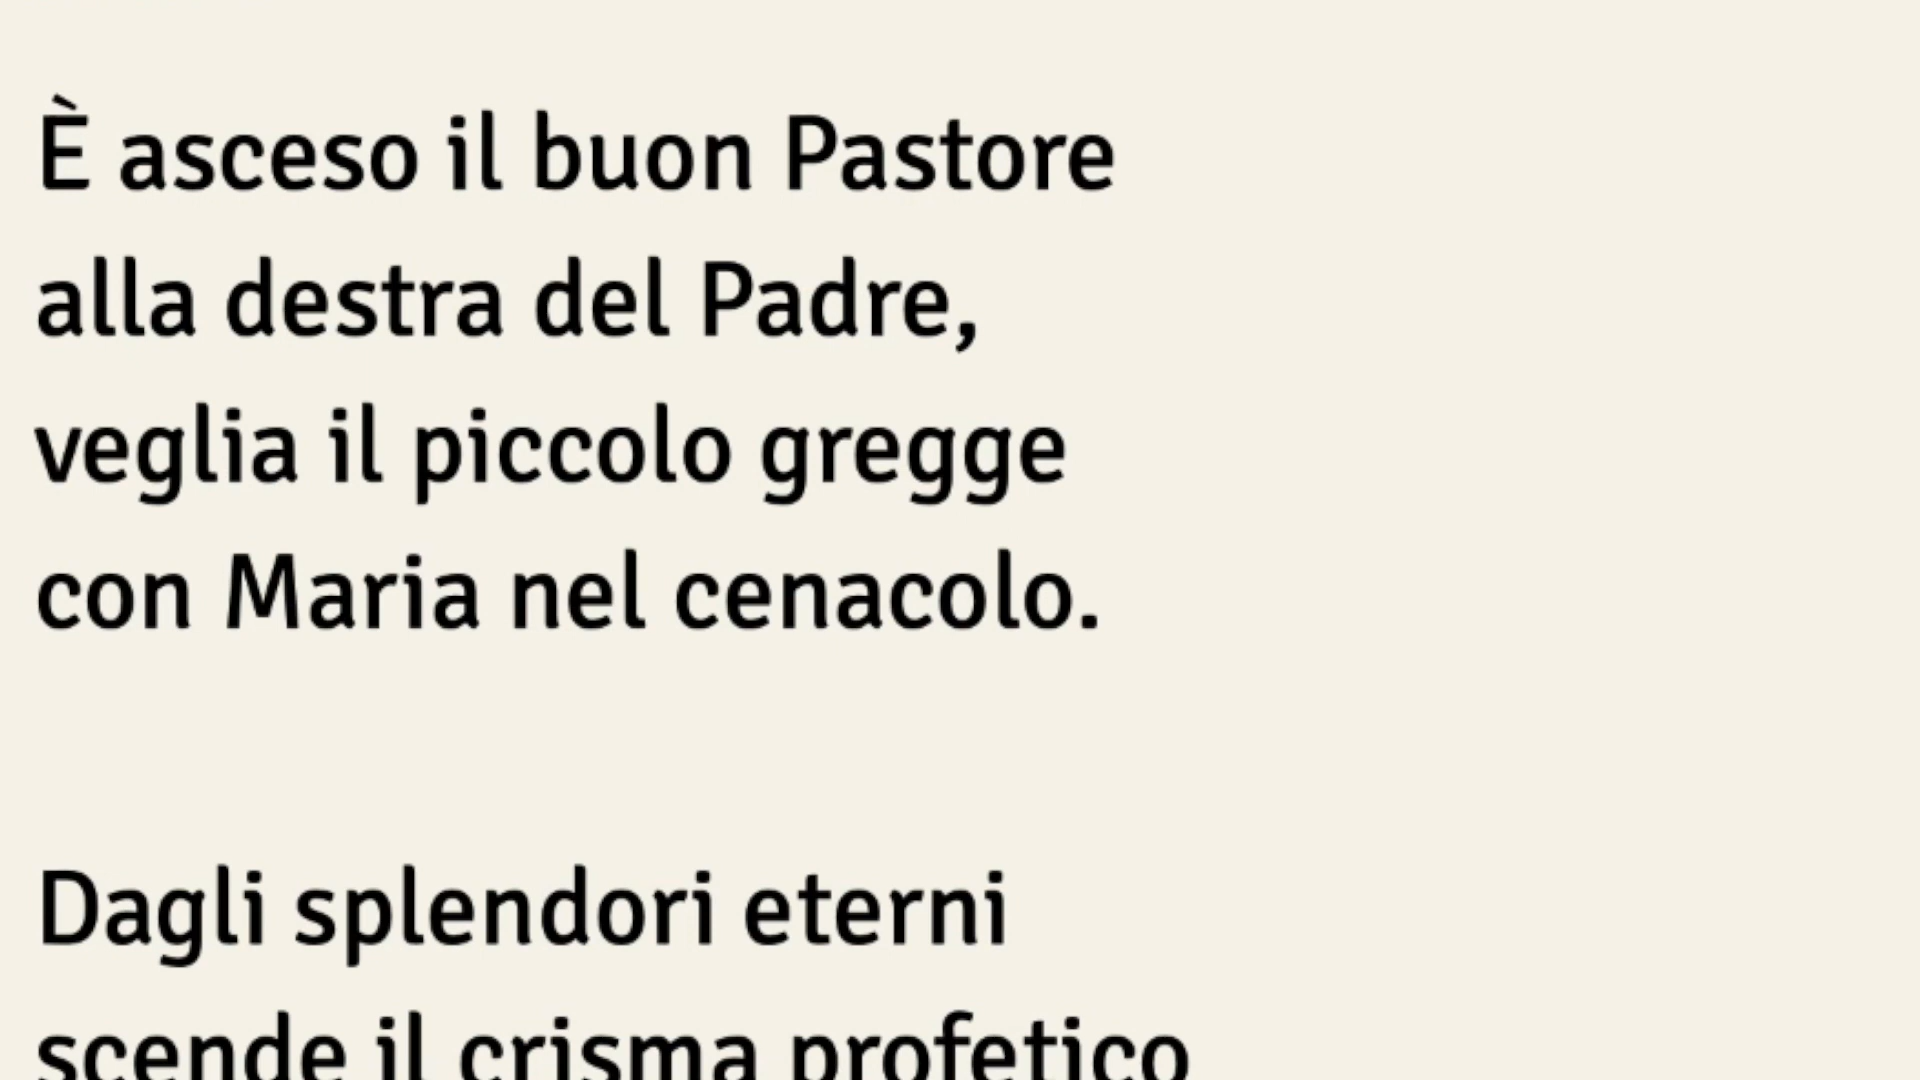 È asceso il buon Pastore
alla destra del Padre,
veglia il piccolo gregge
con Maria nel cenacolo.
Dagli splendori eterni
scende il crisma profetico